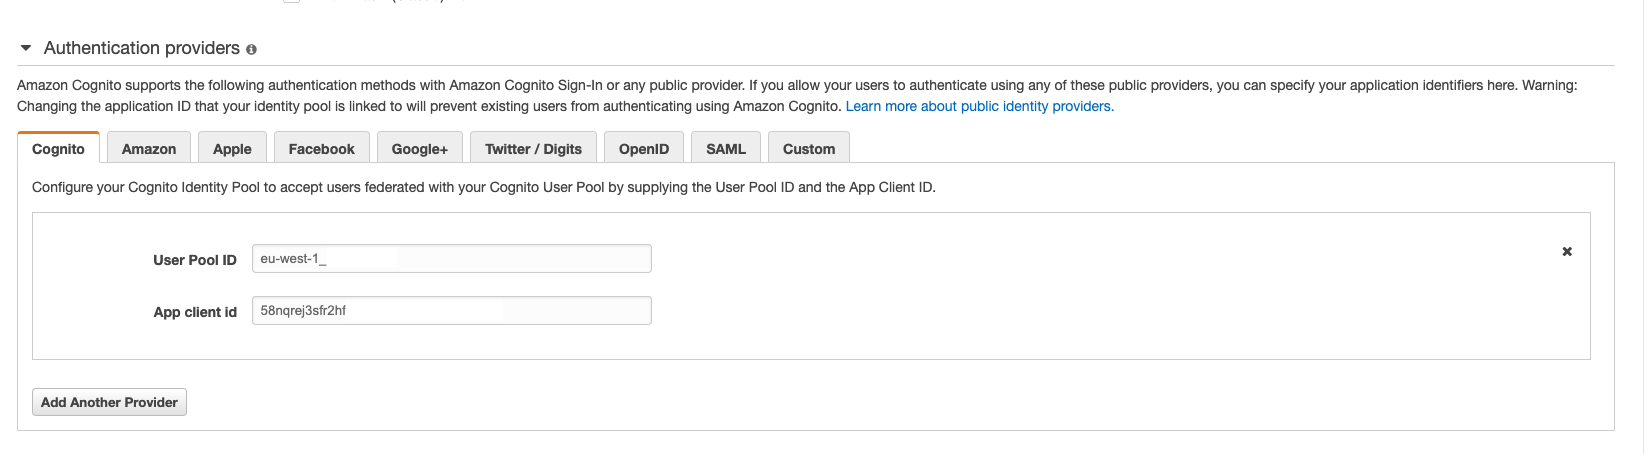 Authentication providers
Amazon Cognito supports the following authentication methods with Amazon Cognito Sign-In or any public provider. If you allow your users to authenticate using any of these public providers, you can specify your application identifiers here. Warning:
Changing the application ID that your identity pool is linked to will prevent existing users from authenticating using Amazon Cognito. Learn more about public identity providers.
Cognito Amazon Apple Facebook Google+ Twitter / Digits OpenID SAML Custom
Configure your Cognito Identity Pool to accept users federated with your Cognito User Pool by supplying the User Pool ID and the App Client ID.
User Pool ID eu-west-1_
App client id 58nqrej3sfr2hf
Add Another Provider